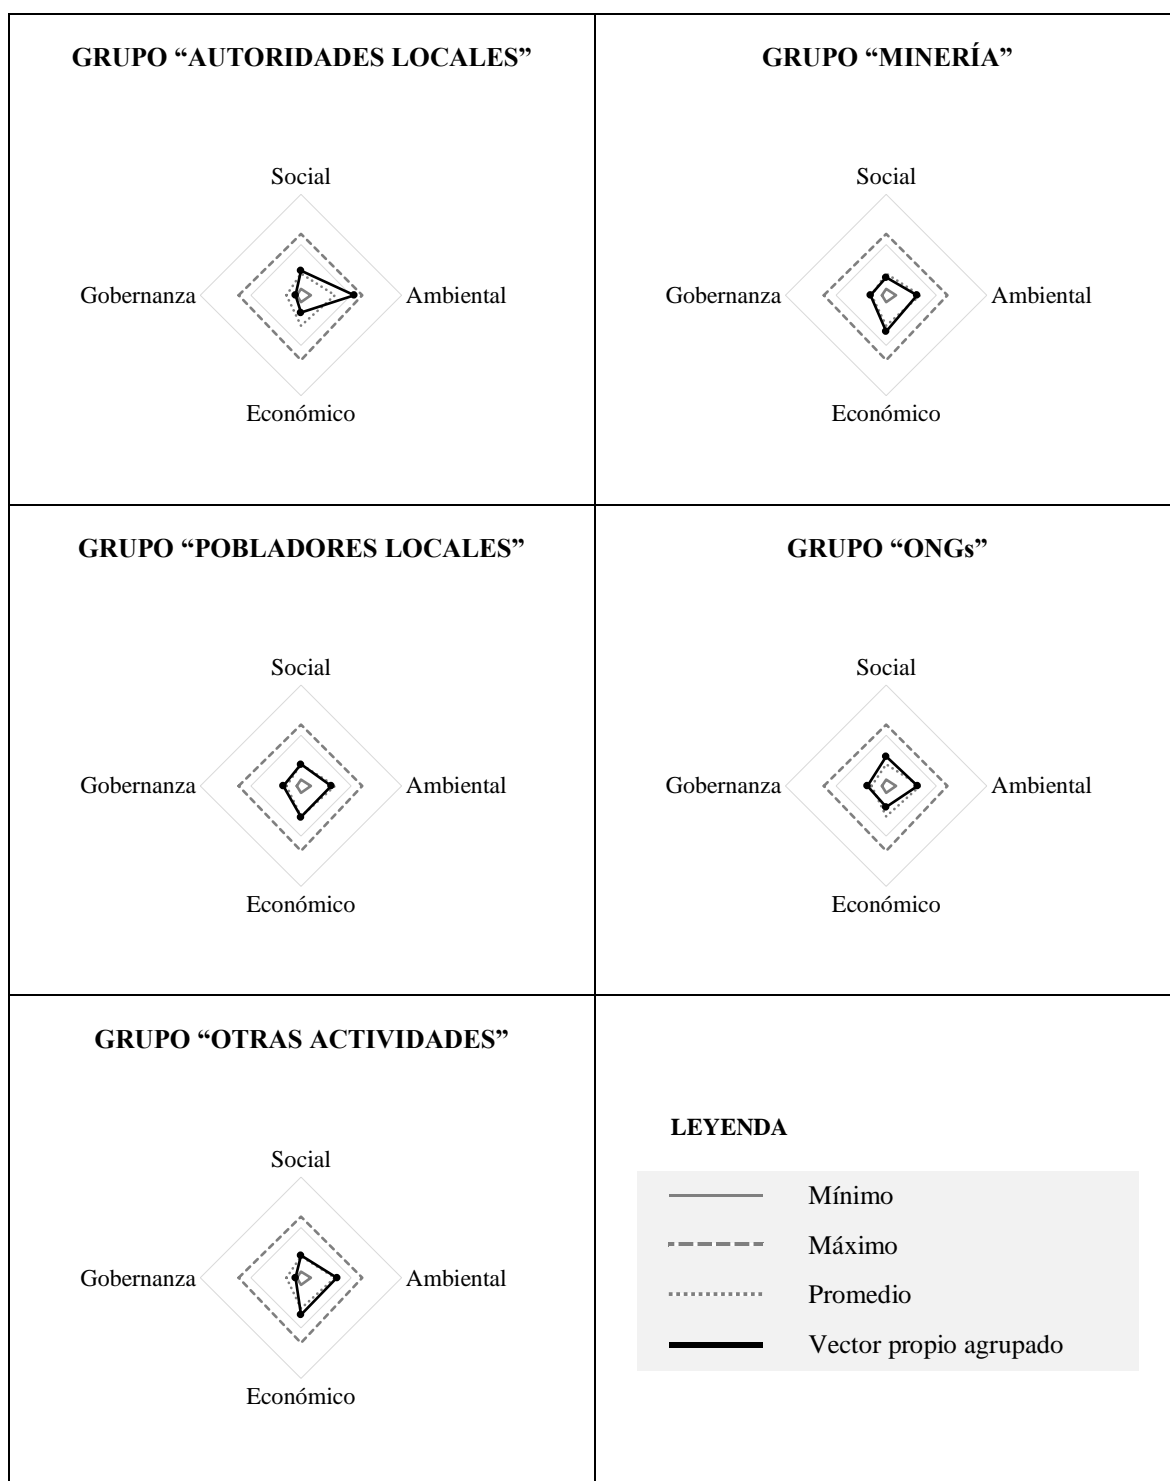 GRUPO “AUTORIDADES LOCALES”
Social
Gobernanza
Ambiental
Económico
GRUPO “MINERÍA”
Social
Gobernanza
Ambiental
Económico
GRUPO “POBLADORES LOCALES”
Social
Gobernanza
Ambiental
Económico
GRUPO “ONGs”
Social
Gobernanza
Ambiental
Económico
GRUPO “OTRAS ACTIVIDADES”
Social
Gobernanza
Ambiental
Económico
LEYENDA
Mínimo
Máximo
Promedio
Vector propio agrupado